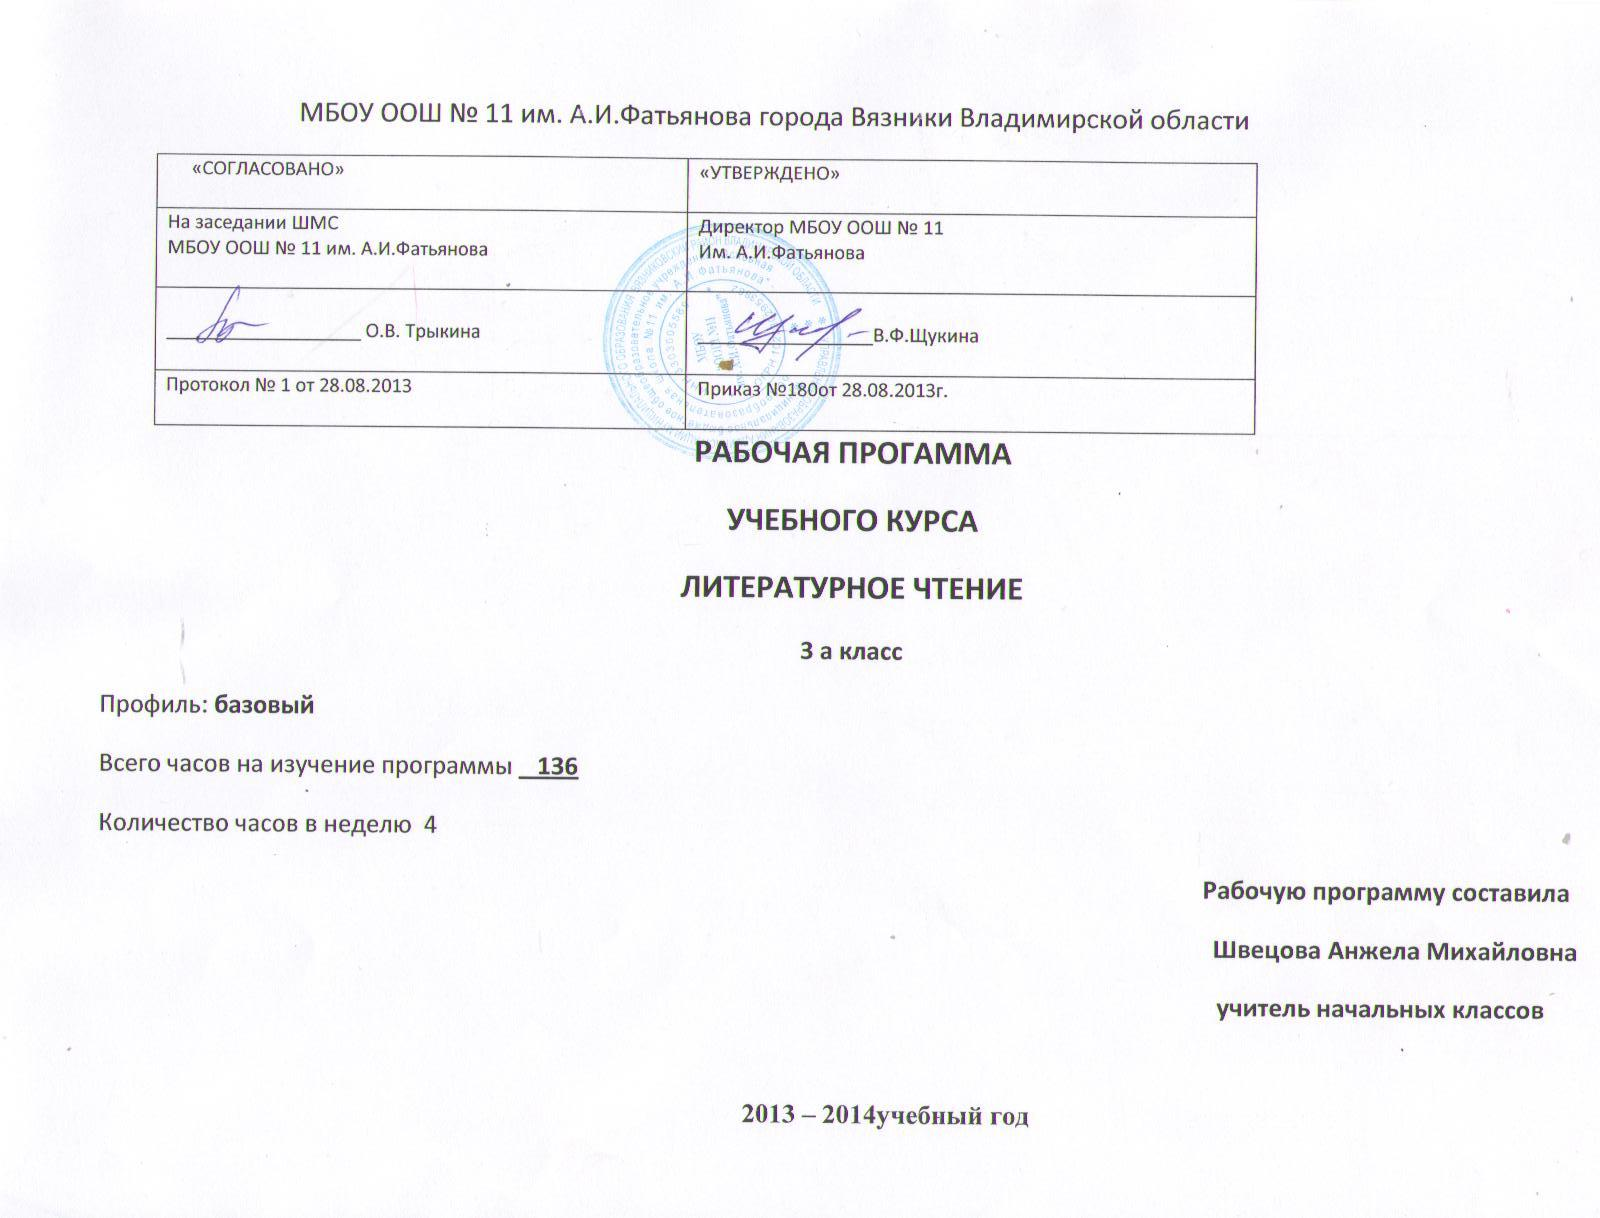 МБОУ ООШ № 11 им. А.И.Фатьянова города Вязники Владимирской области
«СОГЛАСОВАНО»
«УТВЕРЖДЕНО»
На заседании ШМС
МБОУ ООШ № 11 им. А.И.Фатьянова
Директор МБОУ ООШ № 11
Им. А.И.Фатьянова
О.В. Трыкина
В.Ф.Щукина
Протокол № 1 от 28.08.2013
Приказ №180от 28.08.2013г.
РАБОЧАЯ ПРОГАММА
УЧЕБНОГО КУРСА
ЛИТЕРАТУРНОЕ ЧТЕНИЕ
3 а класс
Профиль: базовый
Всего часов на изучение программы 136
Количество часов в неделю 4
Рабочую программу составила
Швецова Анжела Михайловна
учитель начальных классов
2013 – 2014учебный год